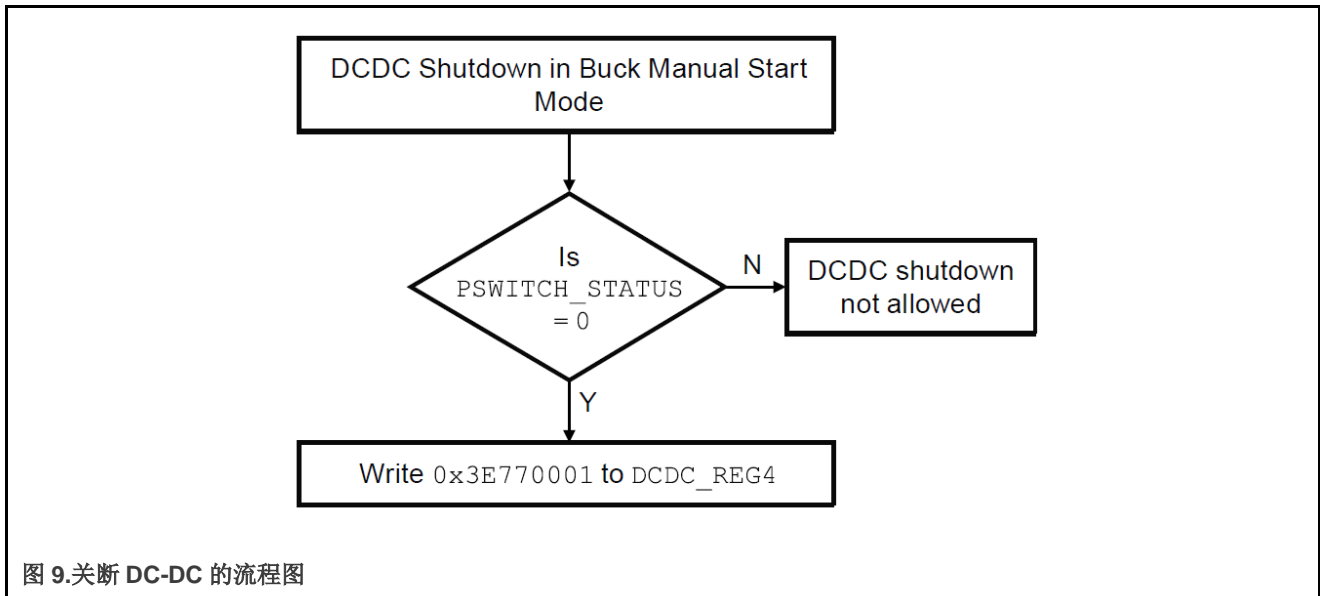 DCDC Shutdown in Buck Manual Start
Mode
Is
PSWITCH_STATUS
= 0
N
DCDC shutdown
not allowed
Y
Write 0x3E770001 to DCDC_REG4
图 9.关断 DC-DC 的流程图